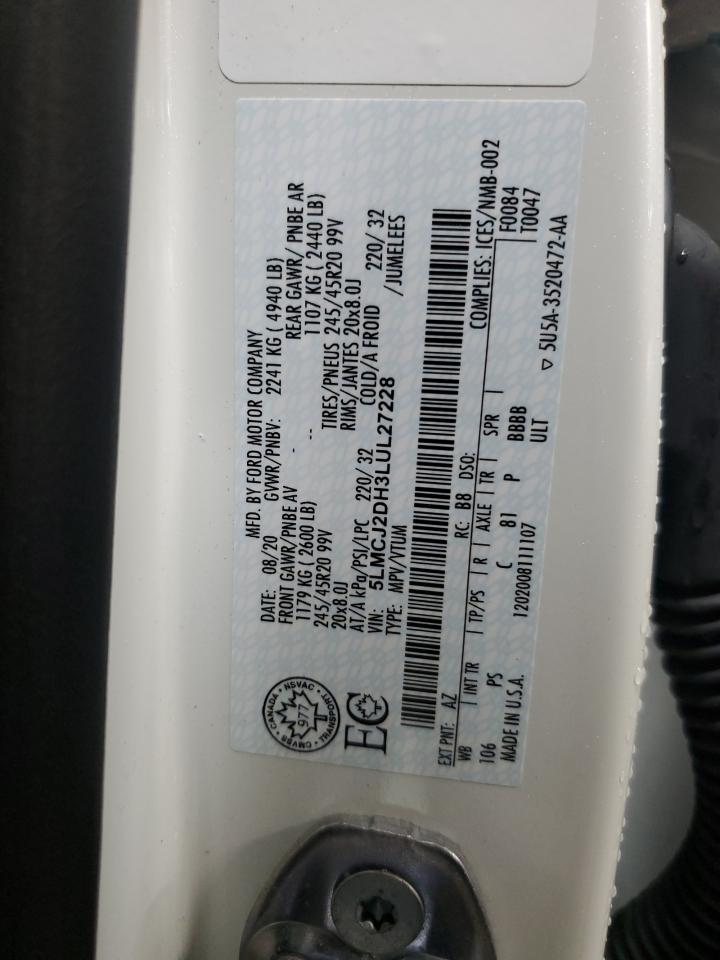 MFD. BY FORD MOTOR COMPANY
DATE: 08/20 GVWR/PNBV: 2241 KG ( 4940 LB)
FRONT GAWR/PNBE AV REAR GAWR/ PNBE AR
1179 KG ( 2600 LB) - 1107 KG ( 2440 LB)
245/45R20 99V -- TIRES/PNEUS 245/45R20 99V
20x8.0J RIMS/JANTES 20x8.0J
AT/A kPa/PSI/LPC 220/ 32 COLD/A FROID 220/ 32
VIN: 5LMCJ2DH3LUL27228 /JUMELEES
TYPE: MPV/VTUM
CANADA · NSVAC · TRANSPORT · CMVSS
977
T
EC
COMPLIES: ICES/NMB-002
EXT PNT: AZ RC: B8 DSO: F0084
WB INT TR TP/PS R AXLE TR SPR T0047
106 PS C 81 P BBBB
MADE IN U.S.A. 1202008111107 ULT
▽ 5U5A-3520472-AA